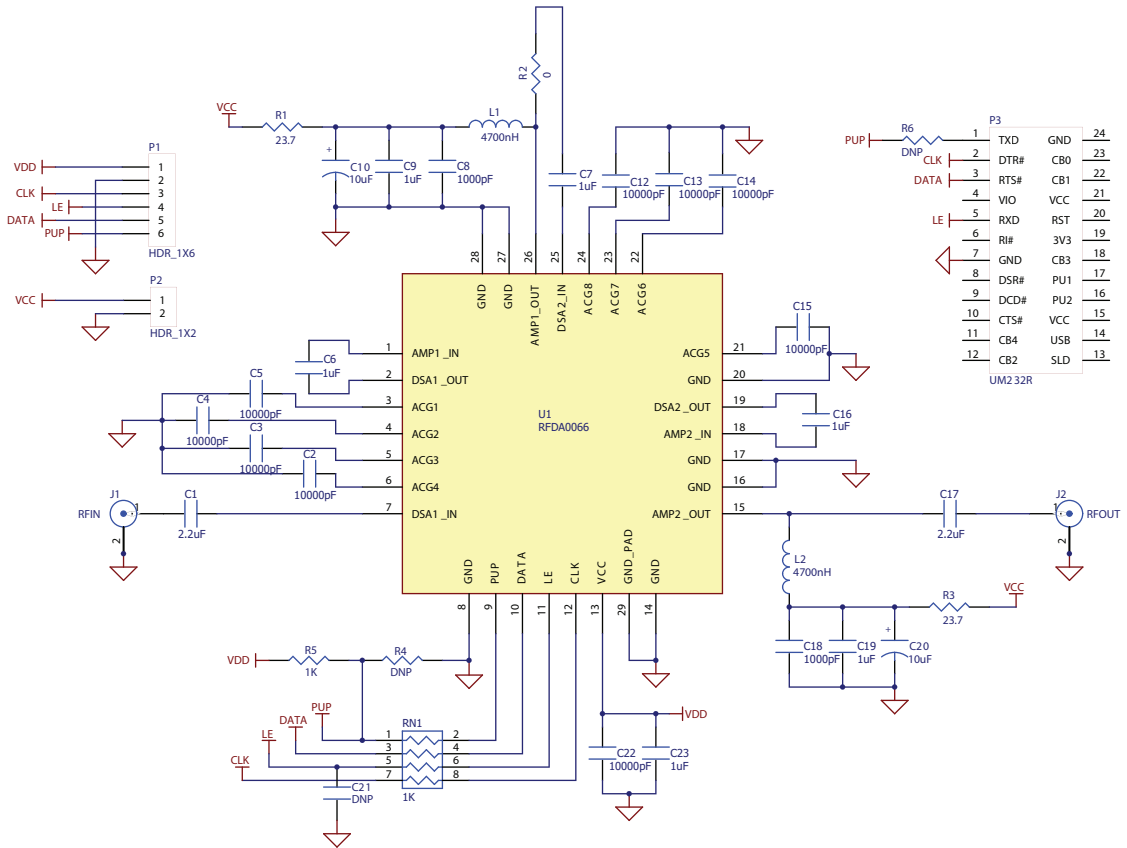 R2
0
VCC
R1
23.7
L1
4700nH
+
C10
10uF
C9
1uF
C8
1000pF
C7
1uF
C12
10000pF
C13
10000pF
C14
10000pF
P1
VDD
CLK
LE
DATA
PUP
1
2
3
4
5
6
HDR_1X6
P2
VCC
1
2
HDR_1X2
P3
PUP
R6
DNP
CLK
DATA
LE
1 TXD GND 24
2 DTR# CB0 23
3 RTS# CB1 22
4 VIO VCC 21
5 RXD RST 20
6 RI# 3V3 19
7 GND CB3 18
8 DSR# PU1 17
9 DCD# PU2 16
10 CTS# VCC 15
11 CB4 USB 14
12 CB2 SLD 13
UM232R
28 GND
27 GND
26 AMP1_OUT
25 DSA2_IN
24 ACG8
23 ACG7
22 ACG6
1 AMP1_IN
2 DSA1_OUT
3 ACG1
4 ACG2
5 ACG3
6 ACG4
7 DSA1_IN
U1
RFDA0066
21 ACG5
20 GND
19 DSA2_OUT
18 AMP2_IN
17 GND
16 GND
15 AMP2_OUT
8 GND
9 PUP
10 DATA
11 LE
12 CLK
13 VCC
29 GND_PAD
14 GND
C6
1uF
C5
10000pF
C4
10000pF
C3
10000pF
C2
10000pF
J1
RFIN
1
2
C1
2.2uF
C15
10000pF
C16
1uF
C17
2.2uF
J2
1
RFOUT
2
L2
4700nH
VCC
R3
23.7
C18
1000pF
C19
1uF
+
C20
10uF
VDD
R5
1K
R4
DNP
PUP
DATA
LE
CLK
RN1
1 2
3 4
5 6
7 8
1K
C21
DNP
VDD
C22
10000pF
C23
1uF